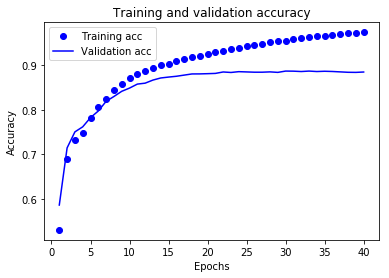 Training and validation accuracy
Training acc
Validation acc
Accuracy
0.9
0.8
0.7
0.6
0 5 10 15 20 25 30 35 40
Epochs